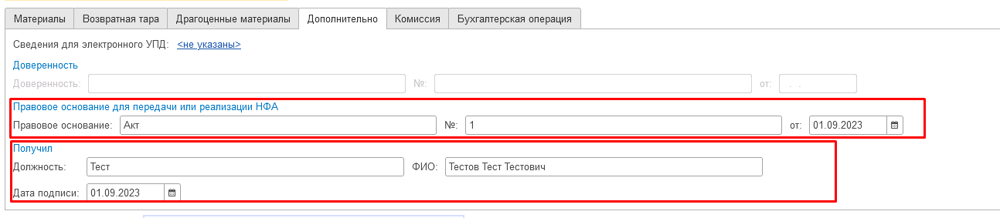 Материалы Возвратная тара Драгоценные материалы Дополнительно Комиссия Бухгалтерская операция
Сведения для электронного УПД: <не указаны>
Доверенность
Доверенность: №: от: . .
Правовое основание для передачи или реализации НФА
Правовое основание: Акт №: 1 от: 01.09.2023
Получил
Должность: Тест ФИО: Тестов Тест Тестович
Дата подписи: 01.09.2023